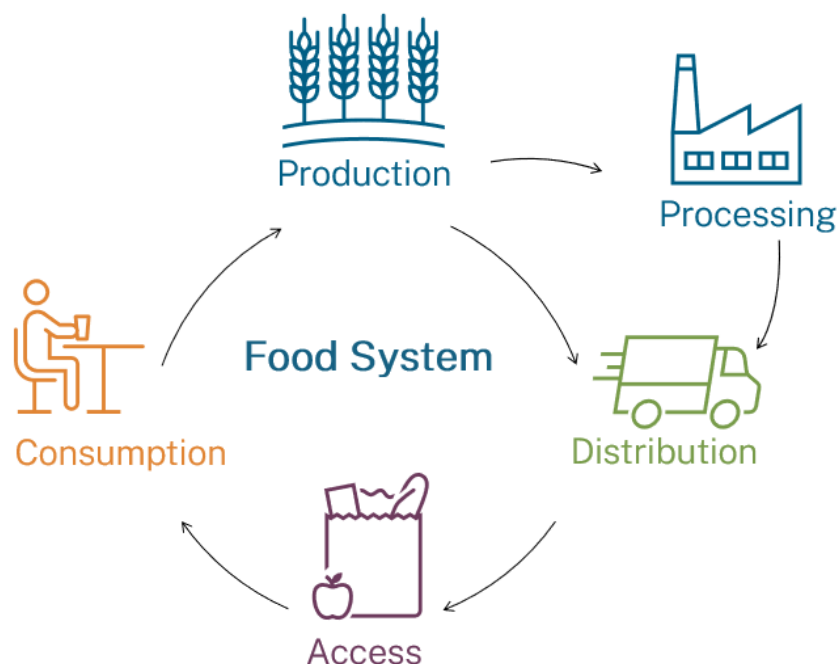 Production
Processing
Food System
Distribution
Consumption
Access